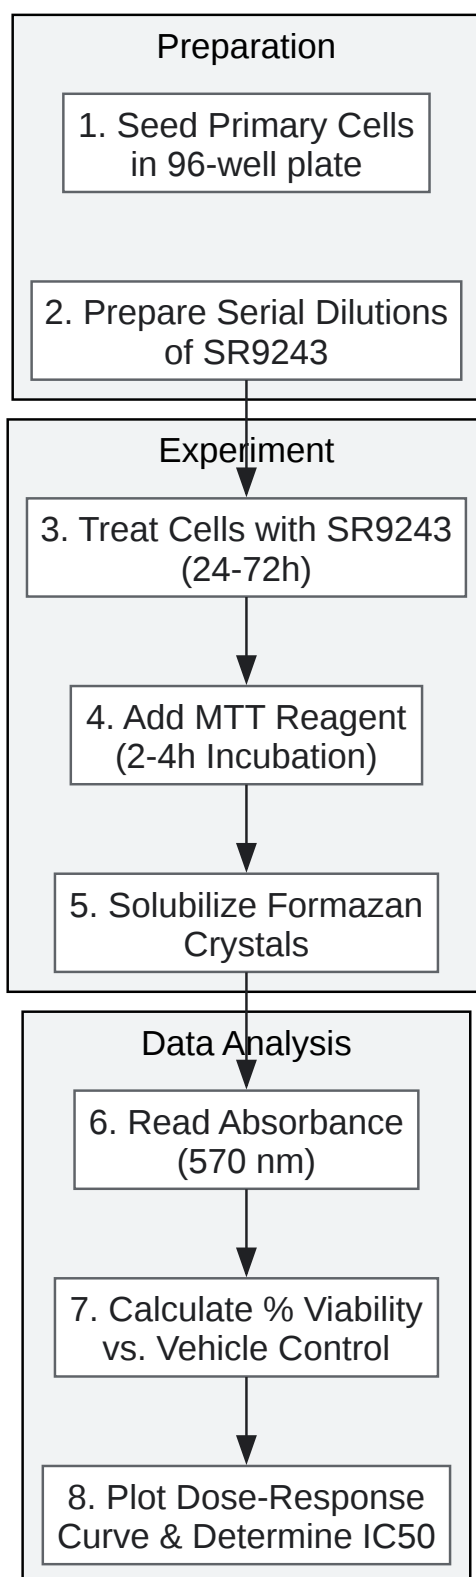 Preparation
1. Seed Primary Cells
in 96-well plate
2. Prepare Serial Dilutions
of SR9243
Experiment
3. Treat Cells with SR9243
(24-72h)
4. Add MTT Reagent
(2-4h Incubation)
5. Solubilize Formazan
Crystals
Data Analysis
6. Read Absorbance
(570 nm)
7. Calculate % Viability
vs. Vehicle Control
8. Plot Dose-Response
Curve & Determine IC50